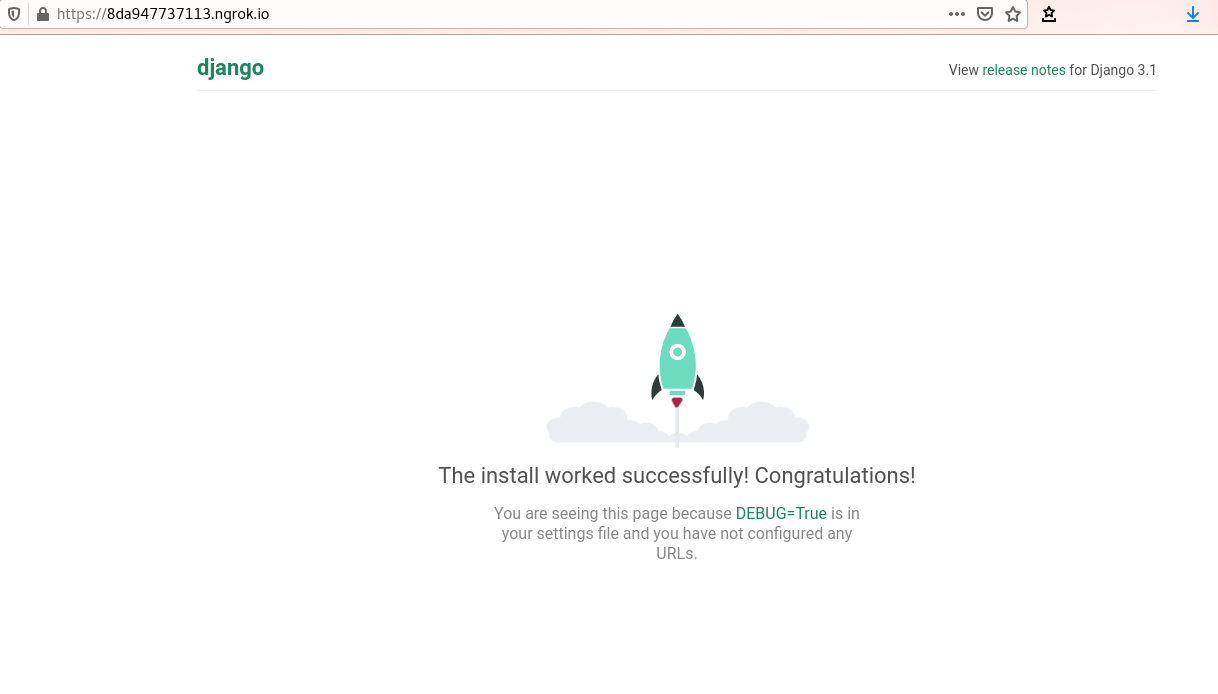 https://8da947737113.ngrok.io
django
View release notes for Django 3.1
The install worked successfully! Congratulations!
You are seeing this page because DEBUG=True is in
your settings file and you have not configured any
URLs.